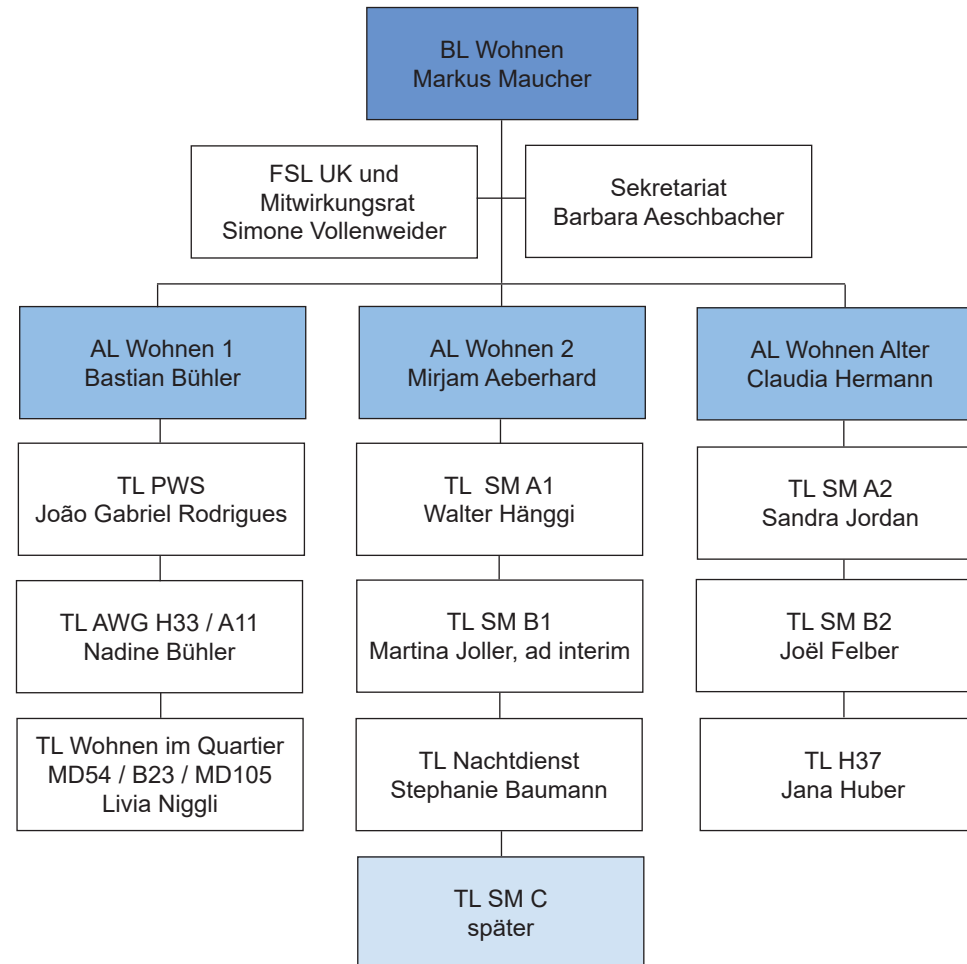 BL Wohnen
Markus Maucher
FSL UK und
Mitwirkungsrat
Simone Vollenweider
Sekretariat
Barbara Aeschbacher
AL Wohnen 1
Bastian Bühler
AL Wohnen 2
Mirjam Aeberhard
AL Wohnen Alter
Claudia Hermann
TL PWS
João Gabriel Rodrigues
TL SM A1
Walter Hänggi
TL SM A2
Sandra Jordan
TL AWG H33 / A11
Nadine Bühler
TL SM B1
Martina Joller, ad interim
TL SM B2
Joël Felber
TL Wohnen im Quartier
MD54 / B23 / MD105
Livia Niggli
TL Nachtdienst
Stephanie Baumann
TL H37
Jana Huber
TL SM C
später